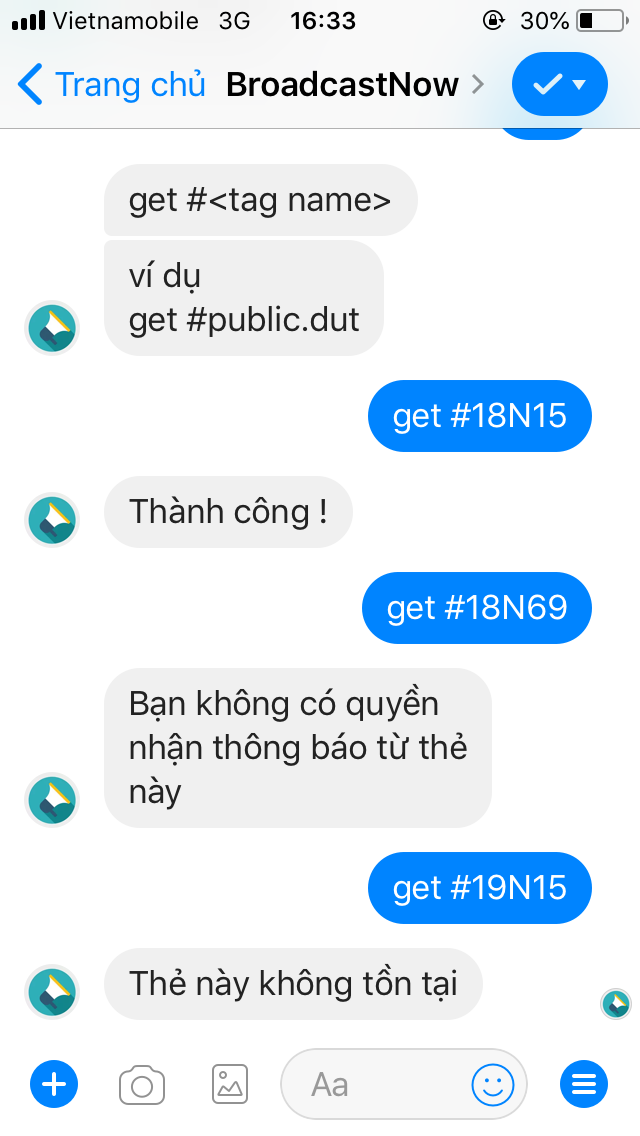 Vietnamobile 3G 16:33 30%
Trang chủ BroadcastNow
get #<tag name>
ví dụ
get #public.dut
get #18N15
Thành công !
get #18N69
Bạn không có quyền
nhận thông báo từ thẻ
này
get #19N15
Thẻ này không tồn tại
Aa